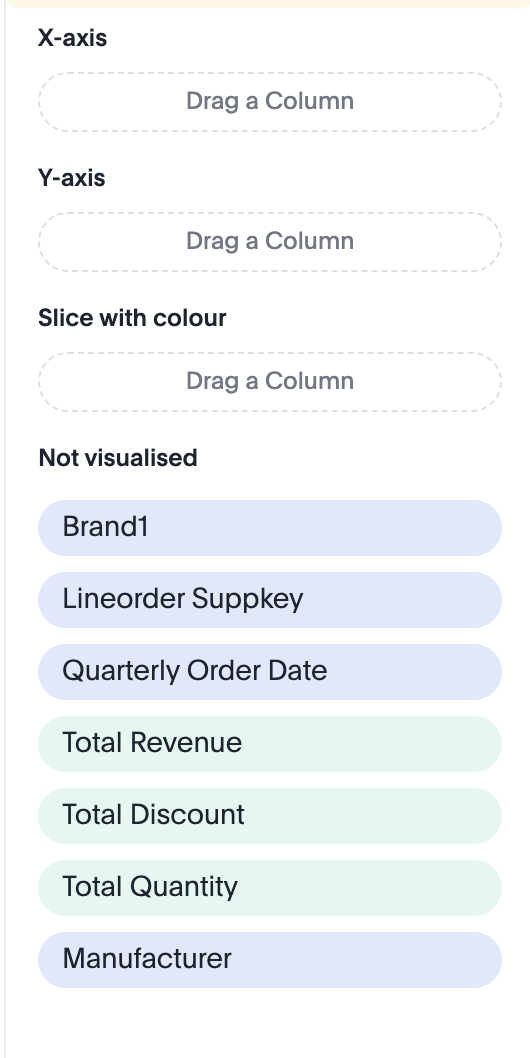 X-axis
Drag a Column
Y-axis
Drag a Column
Slice with colour
Drag a Column
Not visualised
Brand1
Lineorder Suppkey
Quarterly Order Date
Total Revenue
Total Discount
Total Quantity
Manufacturer